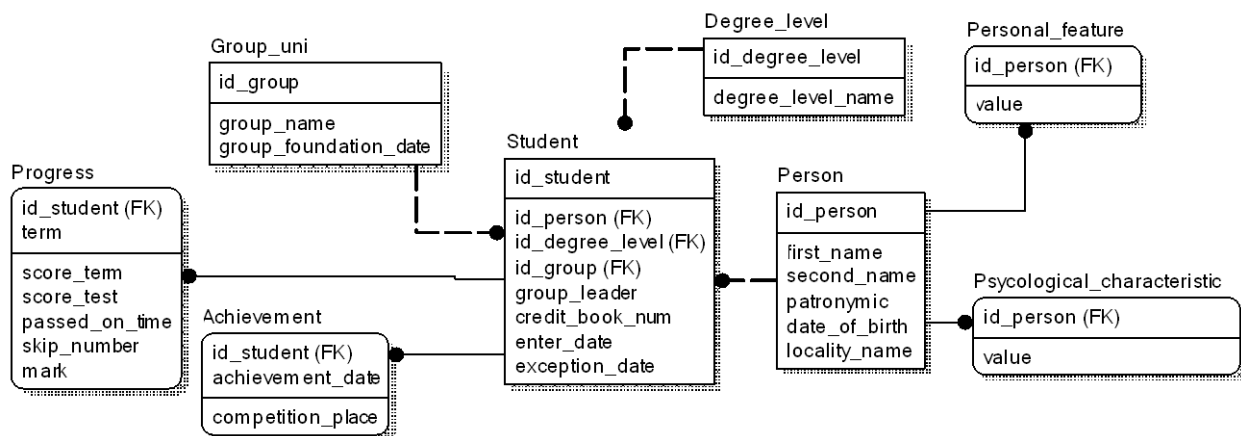 Degree_level
id_degree_level
degree_level_name
Personal_feature
id_person (FK)
value
Group_uni
id_group
group_name
group_foundation_date
Student
id_student
id_person (FK)
id_degree_level (FK)
id_group (FK)
group_leader
credit_book_num
enter_date
exception_date
Person
id_person
first_name
second_name
patronymic
date_of_birth
locality_name
Progress
id_student (FK)
term
score_term
score_test
passed_on_time
skip_number
mark
Achievement
id_student (FK)
achievement_date
competition_place
Psycological_characteristic
id_person (FK)
value